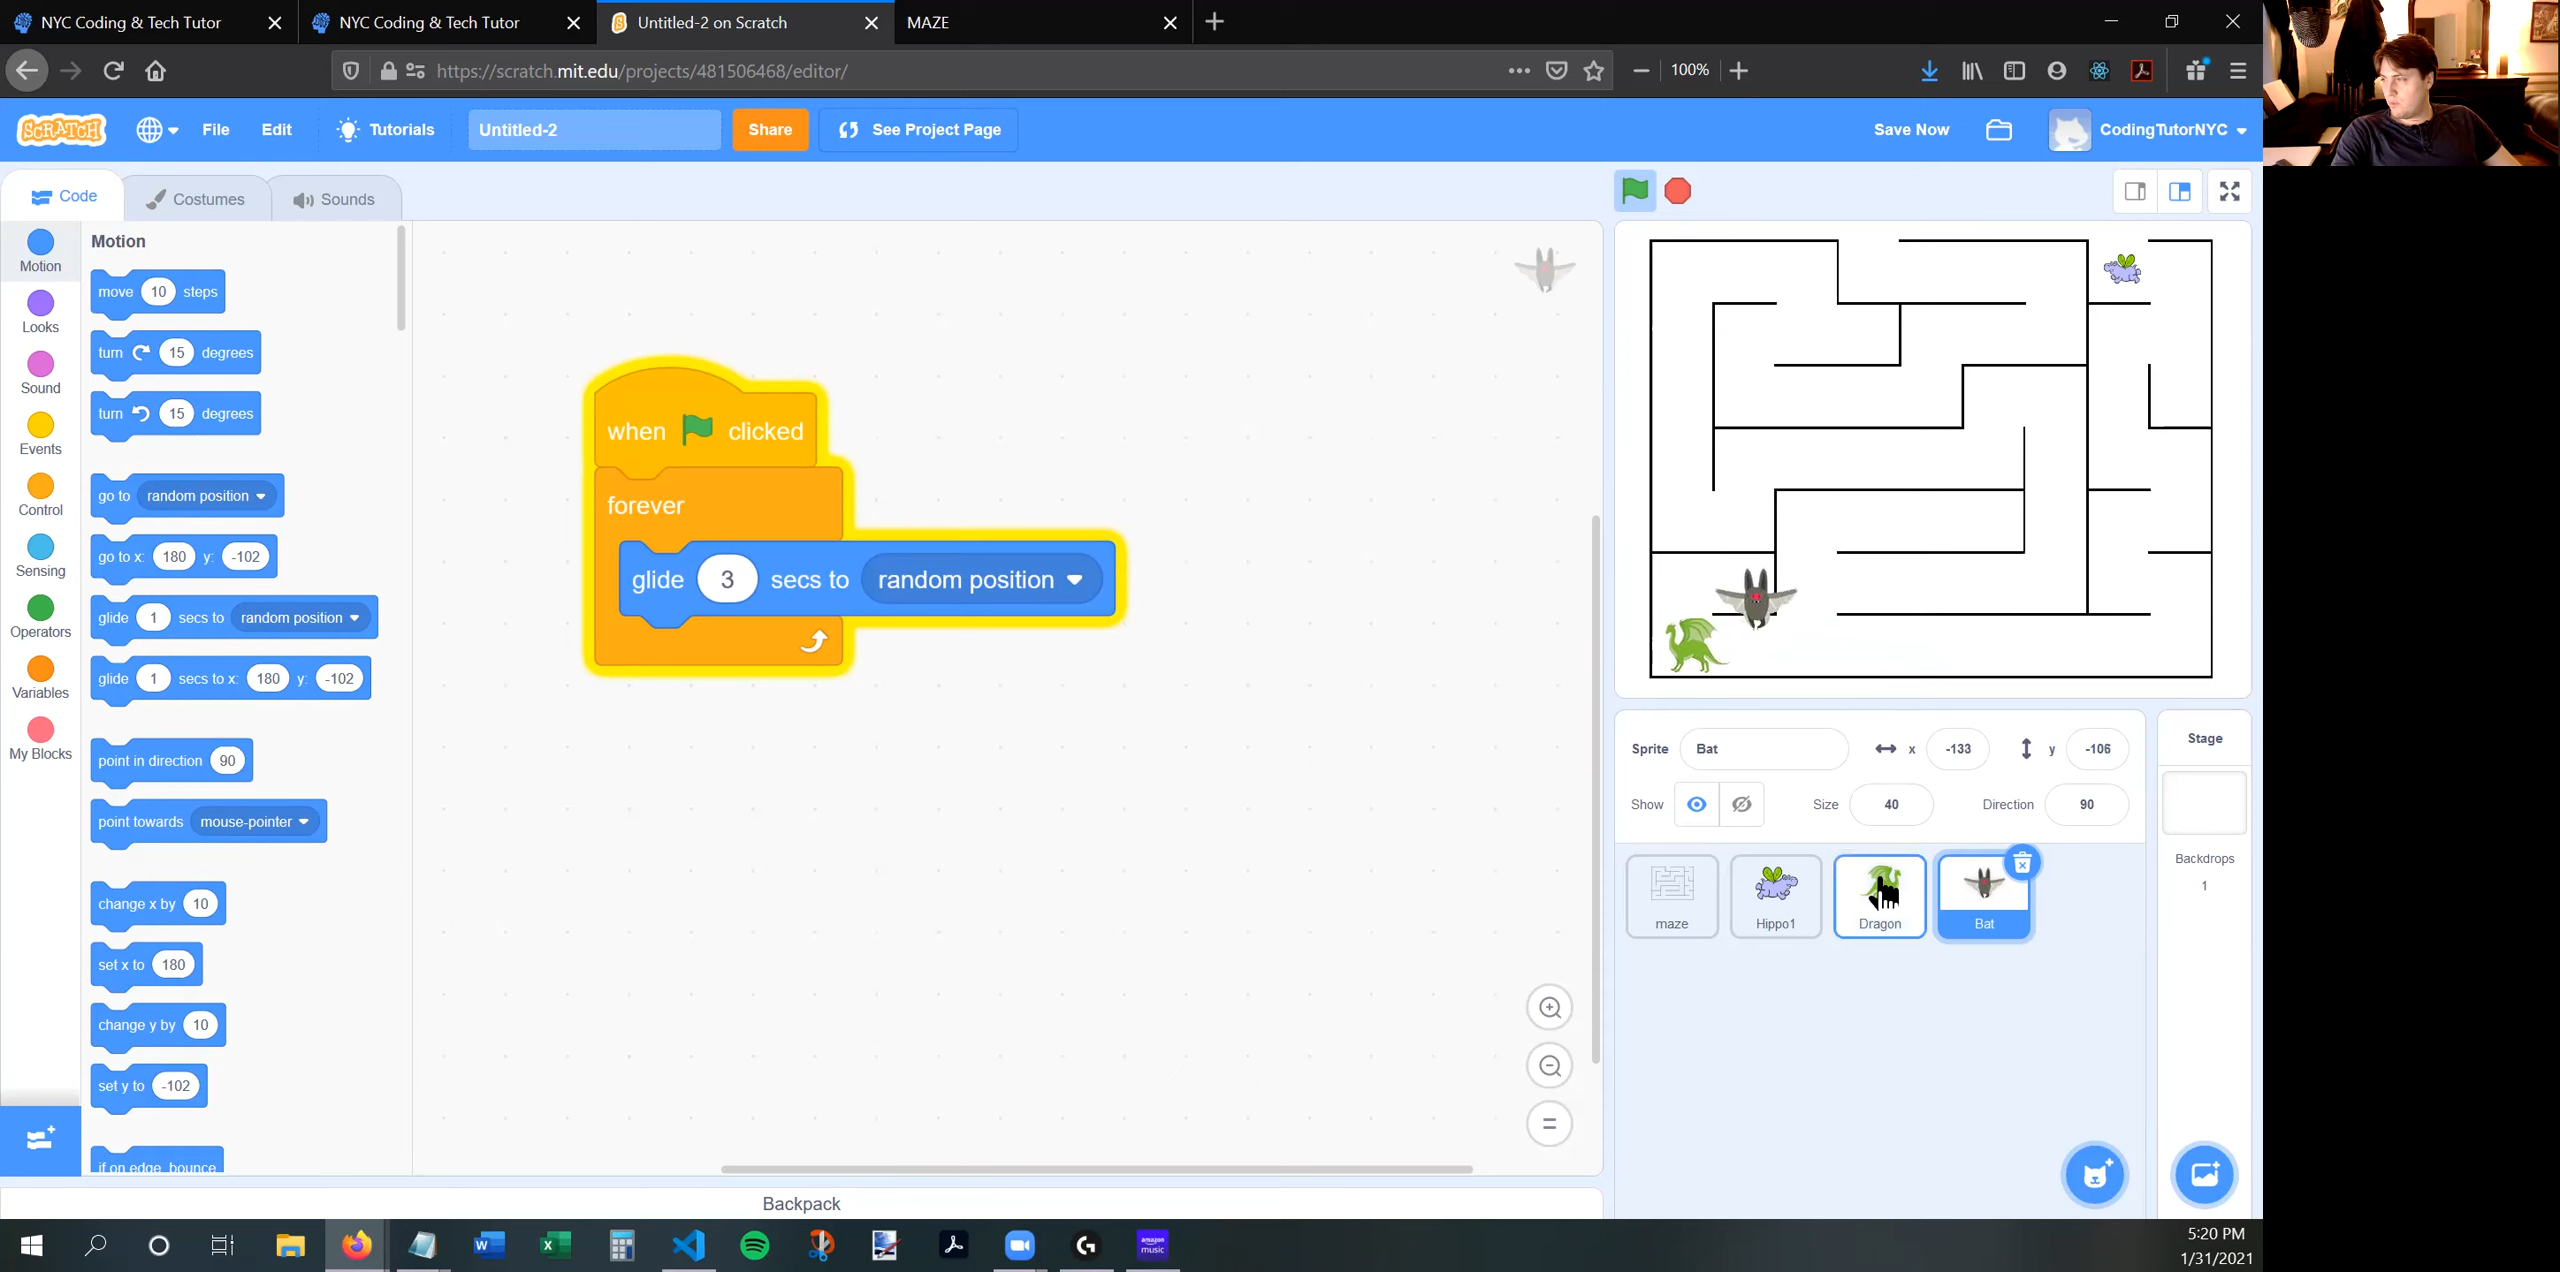 NYC Coding & Tech Tutor
NYC Coding & Tech Tutor
Untitled-2 on Scratch
MAZE
https://scratch.mit.edu/projects/481506468/editor/
100%
SCRATCH
File
Edit
Tutorials
Untitled-2
Share
See Project Page
Save Now
CodingTutorNYC
Code
Costumes
Sounds
Motion
Looks
Sound
Events
Control
Sensing
Operators
Variables
My Blocks
Motion
move 10 steps
turn 15 degrees
turn 15 degrees
go to random position
go to x: 180 y: -102
glide 1 secs to random position
glide 1 secs to x: 180 y: -102
point in direction 90
point towards mouse-pointer
change x by 10
set x to 180
change y by 10
set y to -102
if on edge, bounce
when clicked
forever
glide 3 secs to random position
Sprite Bat x -133 y -106
Show Size 40 Direction 90
maze
Hippo1
Dragon
Bat
Stage
Backdrops
1
Backpack
amazon music
5:20 PM
1/31/2021